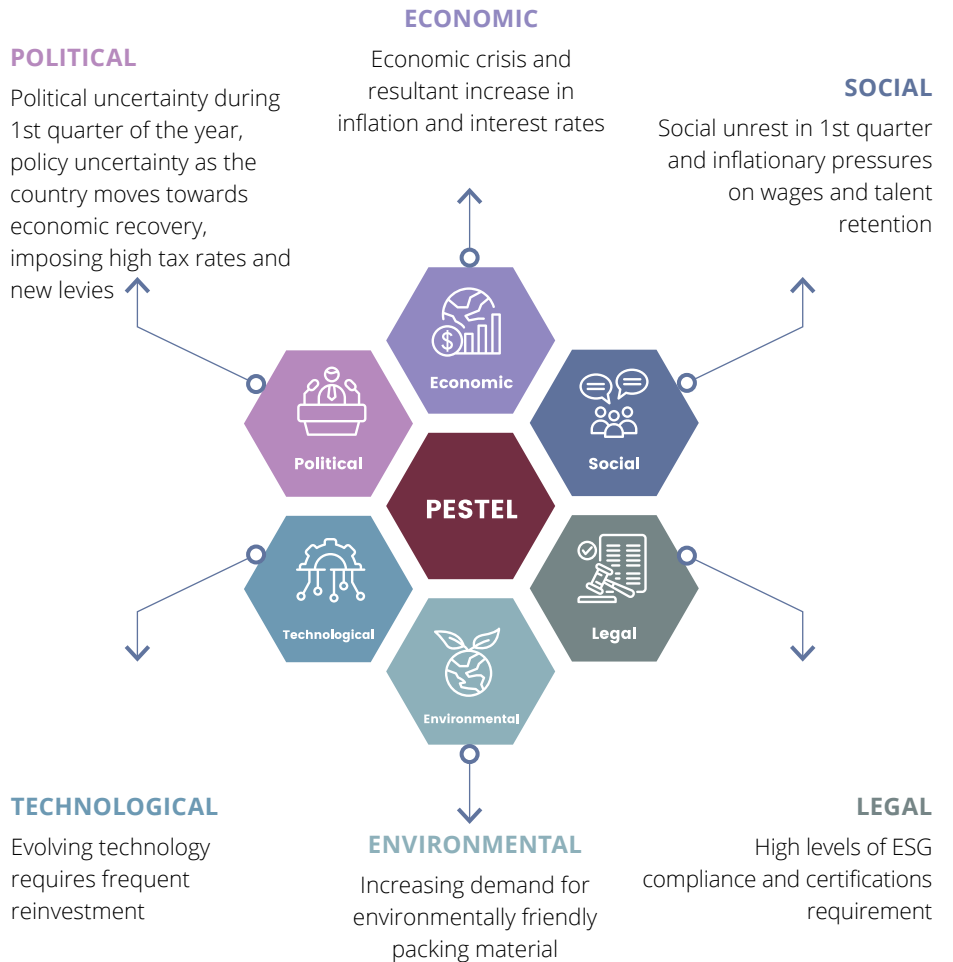 ECONOMIC
Economic crisis and
resultant increase in
inflation and interest rates
POLITICAL
Political uncertainty during
1st quarter of the year,
policy uncertainty as the
country moves towards
economic recovery,
imposing high tax rates and
new levies
SOCIAL
Social unrest in 1st quarter
and inflationary pressures
on wages and talent
retention
$
Economic
Political
Social
PESTEL
Technological
Legal
Environmental
TECHNOLOGICAL
Evolving technology
requires frequent
reinvestment
ENVIRONMENTAL
Increasing demand for
environmentally friendly
packing material
LEGAL
High levels of ESG
compliance and certifications
requirement